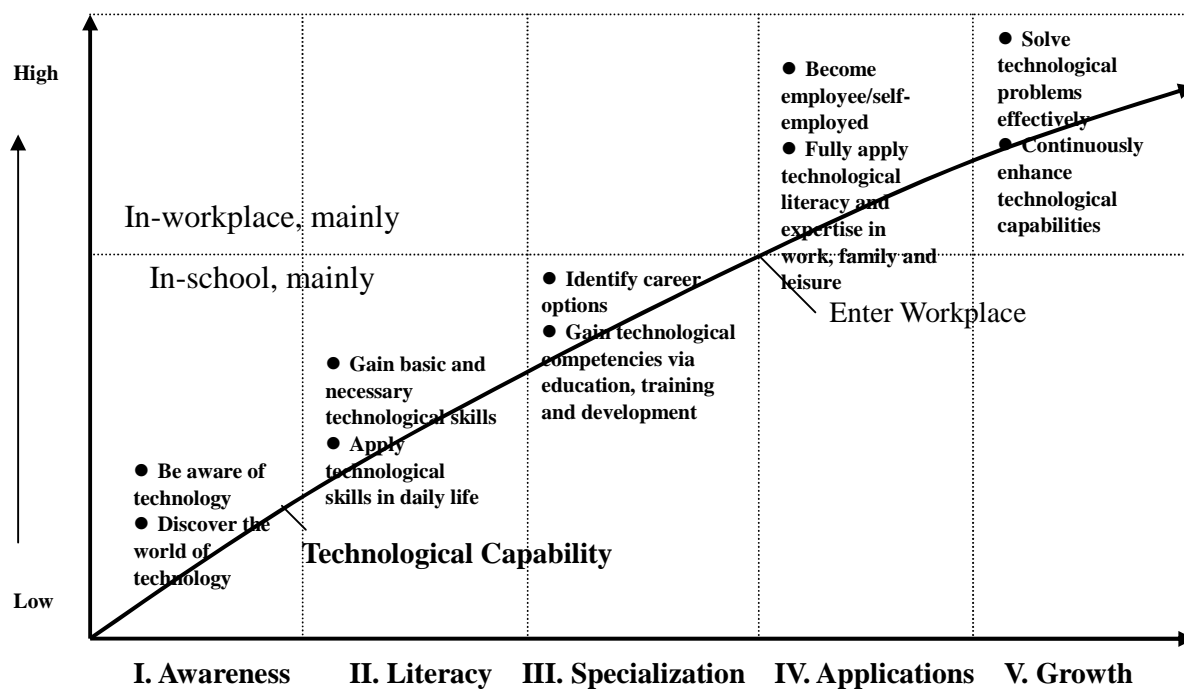 High
Low
In-workplace, mainly
In-school, mainly
● Be aware of
technology
● Discover the
world of
technology
● Gain basic and
necessary
technological skills
● Apply
technological
skills in daily life
● Identify career
options
● Gain technological
competencies via
education, training
and development
● Become
employee/self-
employed
● Fully apply
technological
literacy and
expertise in
work, family and
leisure
● Solve
technological
problems
effectively
● Continuously
enhance
technological
capabilities
Enter Workplace
Technological Capability
I. Awareness
II. Literacy
III. Specialization
IV. Applications
V. Growth